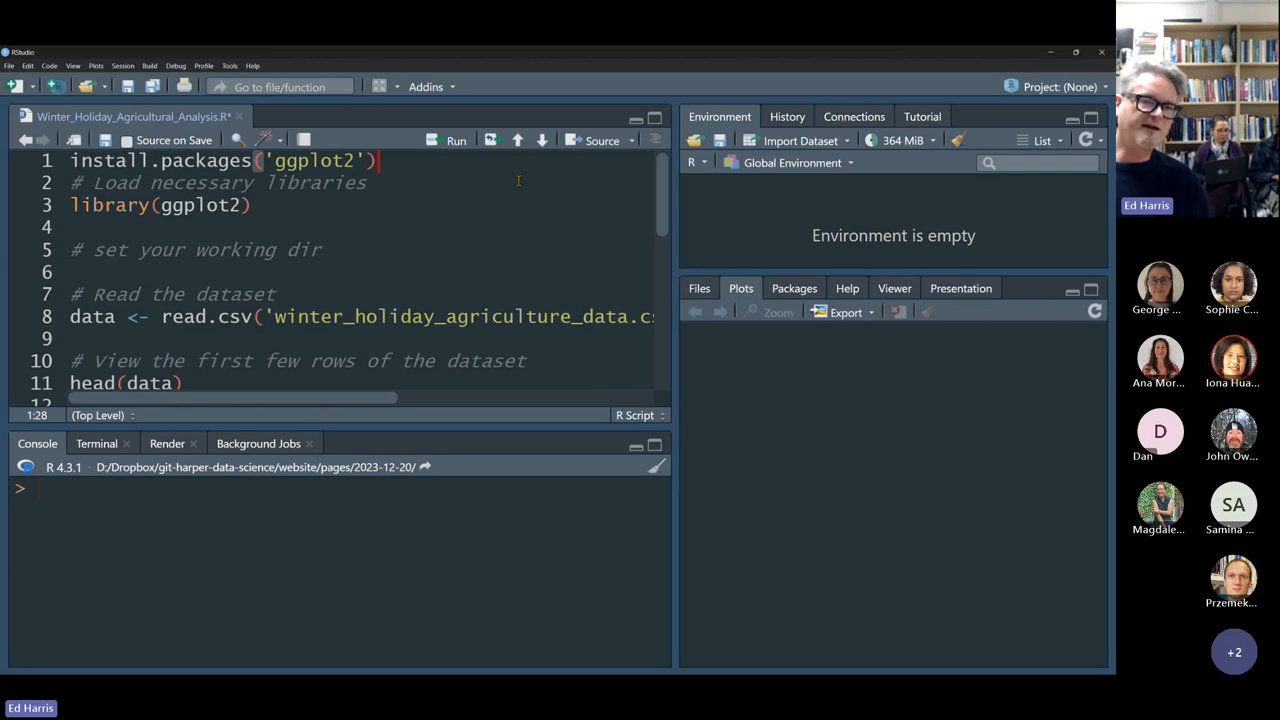 RStudio
File Edit Code View Plots Session Build Debug Profile Tools Help
Go to file/function
Addins
Project: (None)
Winter_Holiday_Agricultural_Analysis.R*
Source on Save
Run
Source
1 install.packages('ggplot2')
2 # Load necessary libraries
3 library(ggplot2)
4
5 # set your working dir
6
7 # Read the dataset
8 data <- read.csv('winter_holiday_agriculture_data.cs
9
10 # View the first few rows of the dataset
11 head(data)
12
1:28
(Top Level)
R Script
Console Terminal Render Background Jobs
R 4.3.1 · D:/Dropbox/git-harper-data-science/website/pages/2023-12-20/
>
Environment History Connections Tutorial
Import Dataset
364 MiB
List
R
Global Environment
Environment is empty
Files Plots Packages Help Viewer Presentation
Zoom
Export
Ed Harris
George ...
Sophie C...
Ana Mor...
Iona Hua...
D
Dan
John Ow...
Magdale...
SA
Samina ...
Przemek...
+2
Ed Harris